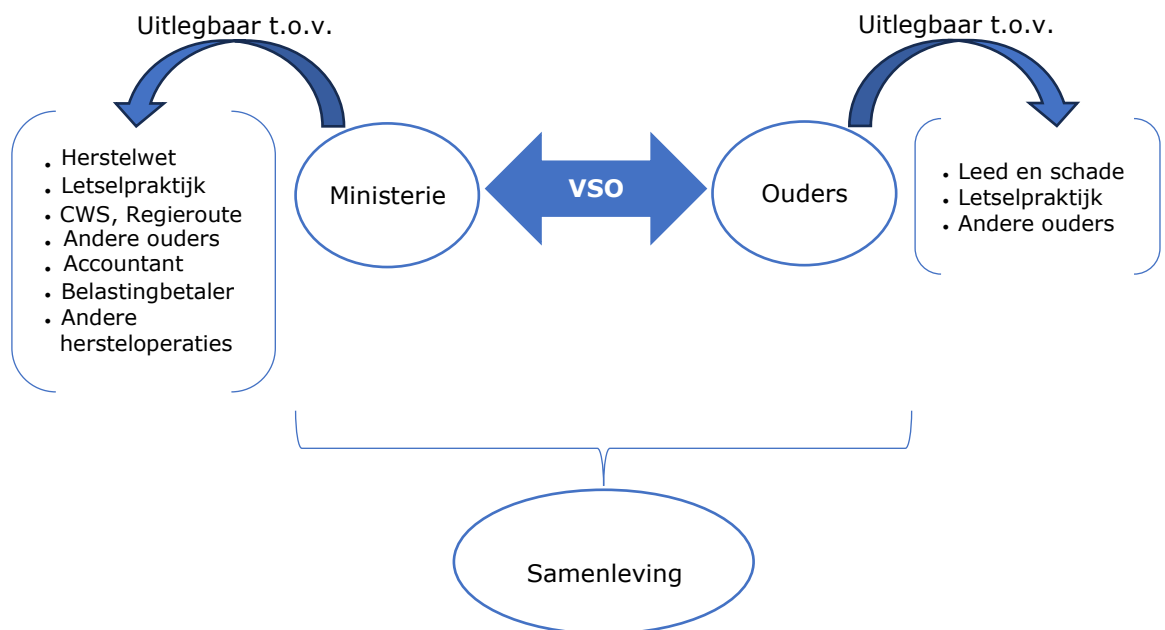 Uitlegbaar t.o.v.
Uitlegbaar t.o.v.
• Herstelwet
• Letselpraktijk
• CWS, Regieroute
• Andere ouders
• Accountant
• Belastingbetaler
• Andere
hersteloperaties
Ministerie
VSO
Ouders
• Leed en schade
• Letselpraktijk
• Andere ouders
Samenleving